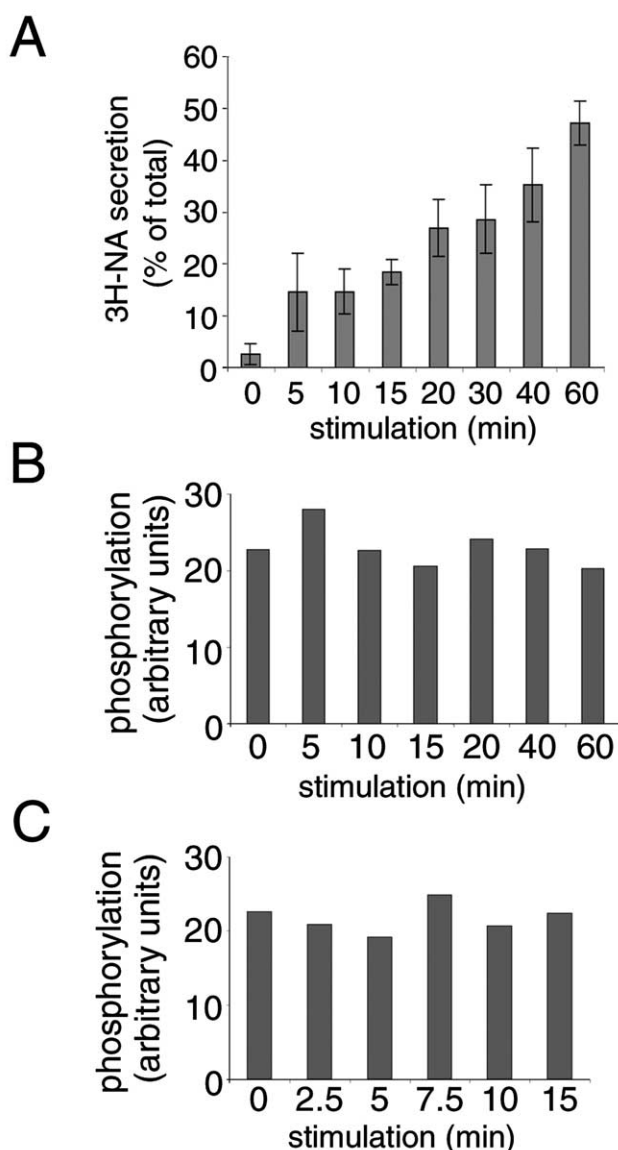 A
3H-NA secretion
(% of total)
60
50
40
30
20
10
0
0 5 10 15 20 30 40 60
stimulation (min)
B
phosphorylation
(arbitrary units)
30
20
10
0
0 5 10 15 20 40 60
stimulation (min)
C
phosphorylation
(arbitrary units)
30
20
10
0
0 2.5 5 7.5 10 15
stimulation (min)